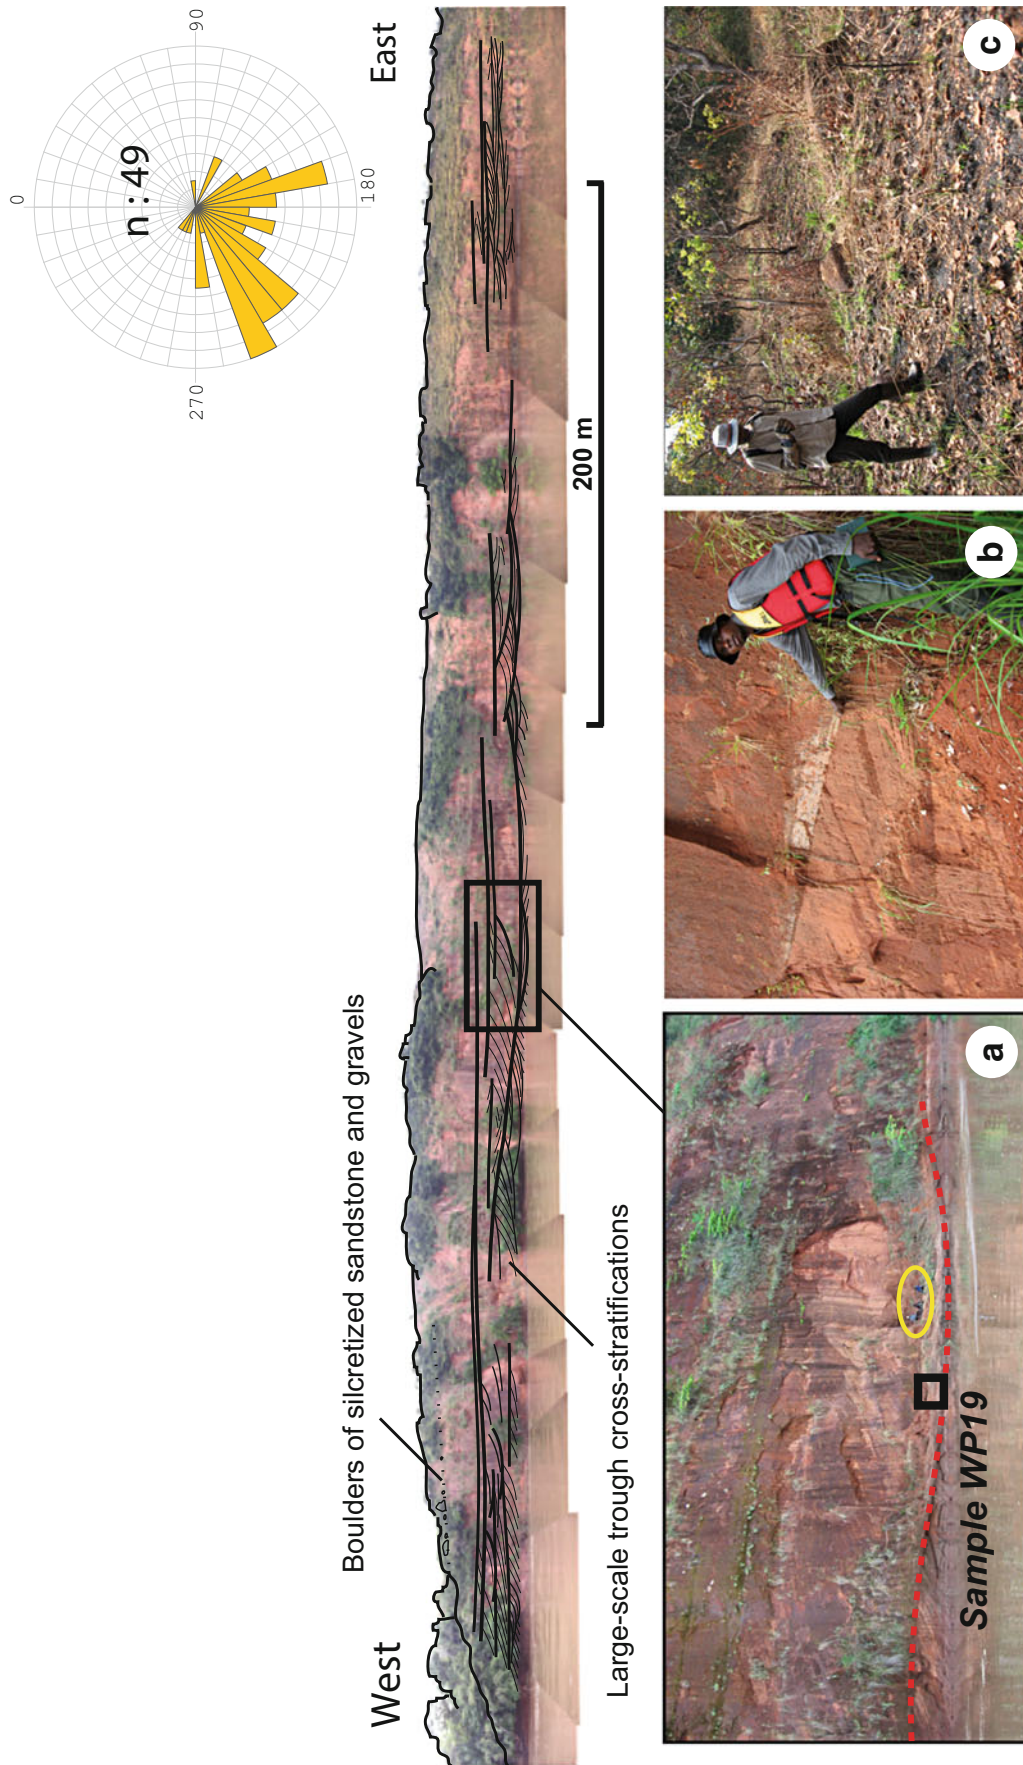 0
90
180
270
n : 49
West
East
Boulders of silcretized sandstone and gravels
Large-scale trough cross-stratifications
200 m
Sample WP19
a
b
c